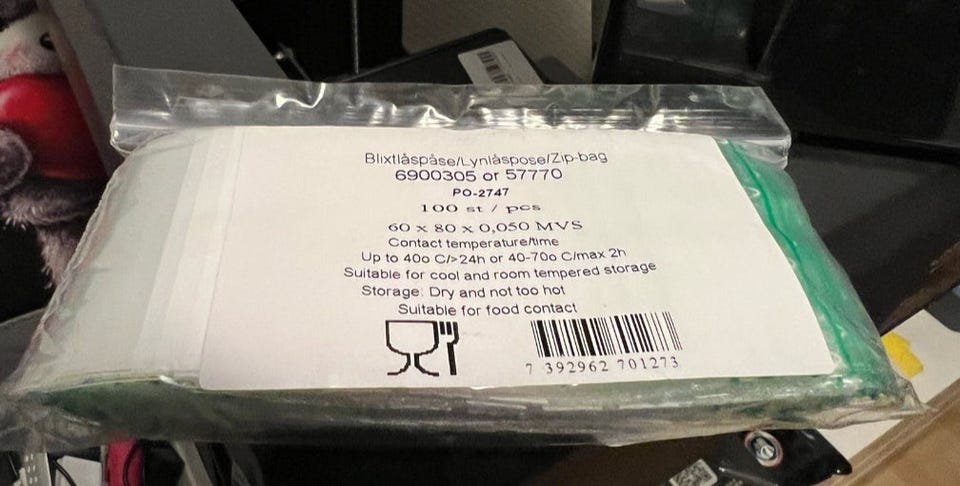 Blixtlåspåse/Lynlåspose/Zip-bag
6900305 or 57770
PO-2747
100 st / pcs
60 x 80 x 0,050 MVS
Contact temperature/time
Up to 40o C/>24h or 40-70o C/max 2h
Suitable for cool and room tempered storage
Storage: Dry and not too hot
Suitable for food contact
7 392962 701273